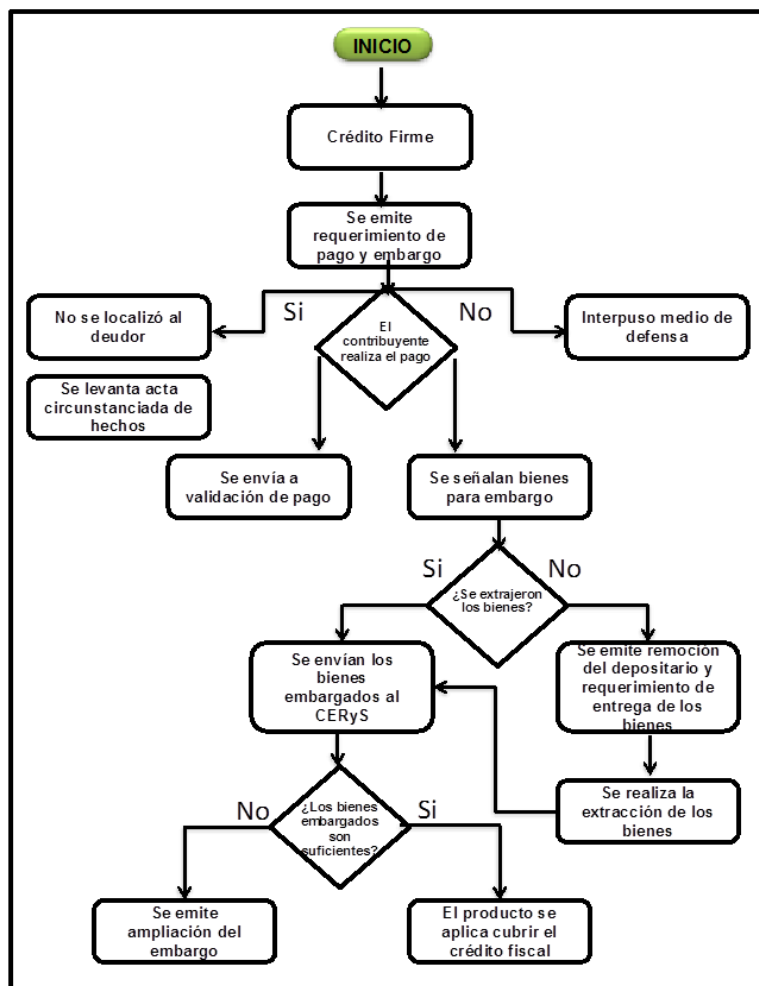 INICIO
Crédito Firme
Se emite
requerimiento de
pago y embargo
No se localizó al
deudor
Si
No
Interpuso medio de
defensa
El
contribuyente
realiza el pago
Se levanta acta
circunstanciada de
hechos
Se envía a
validación de pago
Se señalan bienes
para embargo
Si
No
¿Se extrajeron
los bienes?
Se envían los
bienes
embargados al
CERyS
Se emite remoción
del depositario y
requerimiento de
entrega de los
bienes
Se realiza la
extracción de los
bienes
No
Si
¿Los bienes
embargados
son
suficientes?
Se emite
ampliación del
embargo
El producto se
aplica cubrir el
crédito fiscal